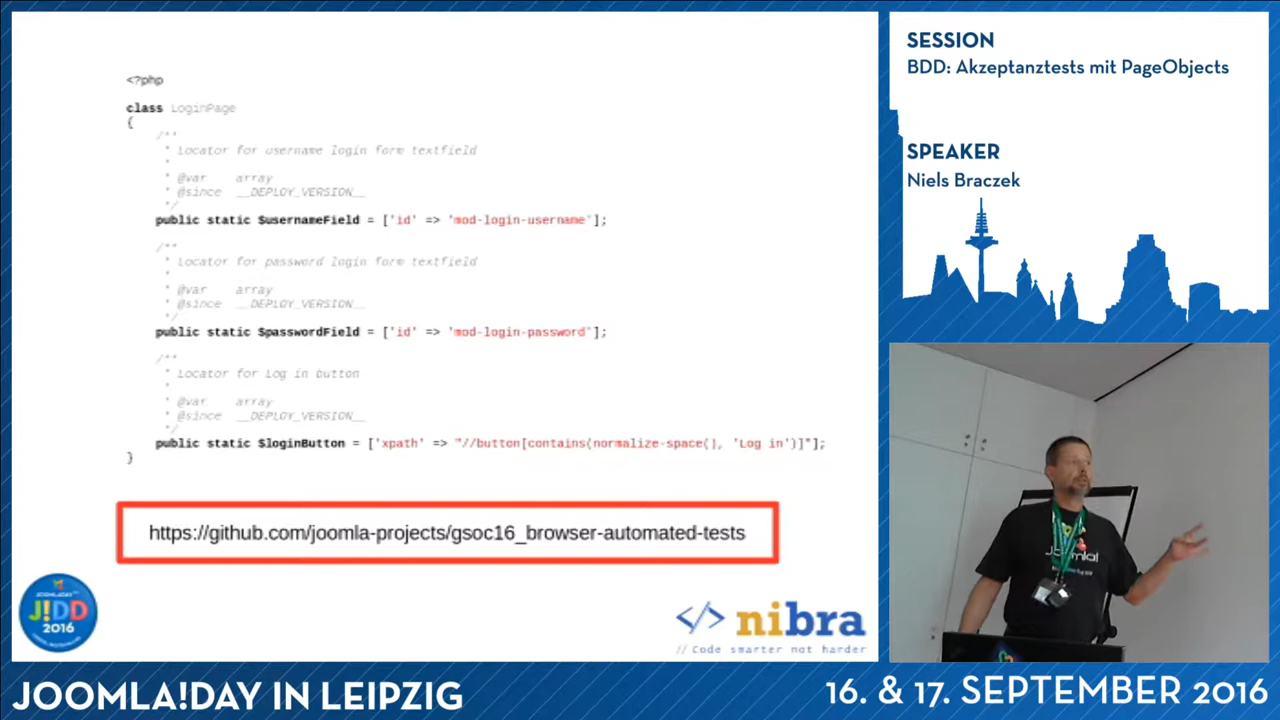 <?php
class LoginPage
{
/**
* Locator for username login form textfield
*
* @var array
* @since __DEPLOY_VERSION__
*/
public static $usernameField = ['id' => 'mod-login-username'];
/**
* Locator for password login form textfield
*
* @var array
* @since __DEPLOY_VERSION__
*/
public static $passwordField = ['id' => 'mod-login-password'];
/**
* Locator for Log in button
*
* @var array
* @since __DEPLOY_VERSION__
*/
public static $loginButton = ['xpath' => "//button[contains(normalize-space(), 'Log in')]"];
}
https://github.com/joomla-projects/gsoc16_browser-automated-tests
J!DD
2016
</> nibra
// Code smarter not harder
SESSION
BDD: Akzeptanztests mit PageObjects
SPEAKER
Niels Braczek
Joomla!
JOOMLA!DAY IN LEIPZIG
16. & 17. SEPTEMBER 2016